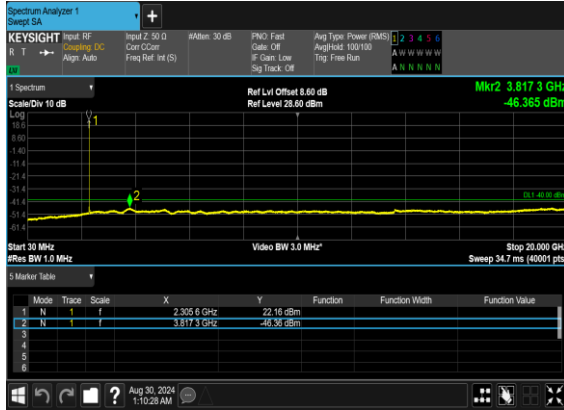 Spectrum Analyzer 1
Swept SA
+
KEYSIGHT Input: RF Input Z: 50 Ω #Atten: 30 dB PNO: Fast Avg Type: Power (RMS) 1 2 3 4 5 6
R T Coupling: DC Corr CCorr Gate: Off Avg|Hold: 100/100 A W W W W W
Align: Auto Freq Ref: Int (S) IF Gain: Low Trig: Free Run
Sig Track: Off A N N N N N
1 Spectrum Ref Lvl Offset 8.60 dB Mkr2 3.817 3 GHz
Scale/Div 10 dB Ref Level 28.60 dBm -46.365 dBm
Log
18.6
8.60
-1.40
-11.4
-21.4
-31.4
-41.4
-51.4
-61.4
1
2
DL1 -40.00 dBm
Start 30 MHz Video BW 3.0 MHz* Stop 20.000 GHz
#Res BW 1.0 MHz Sweep 34.7 ms (40001 pts)
5 Marker Table
Mode Trace Scale X Y Function Function Width Function Value
1 N 1 f 2.305 6 GHz 22.16 dBm
2 N 1 f 3.817 3 GHz -46.36 dBm
3
4
5
6
? Aug 30, 2024
1:10:28 AM